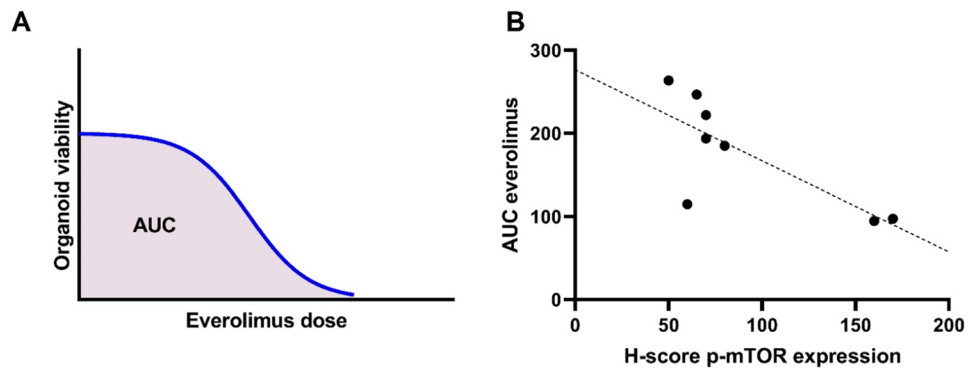 A
Organoid viability
AUC
Everolimus dose
B
AUC everolimus
300
200
100
0
0
50
100
150
200
H-score p-mTOR expression